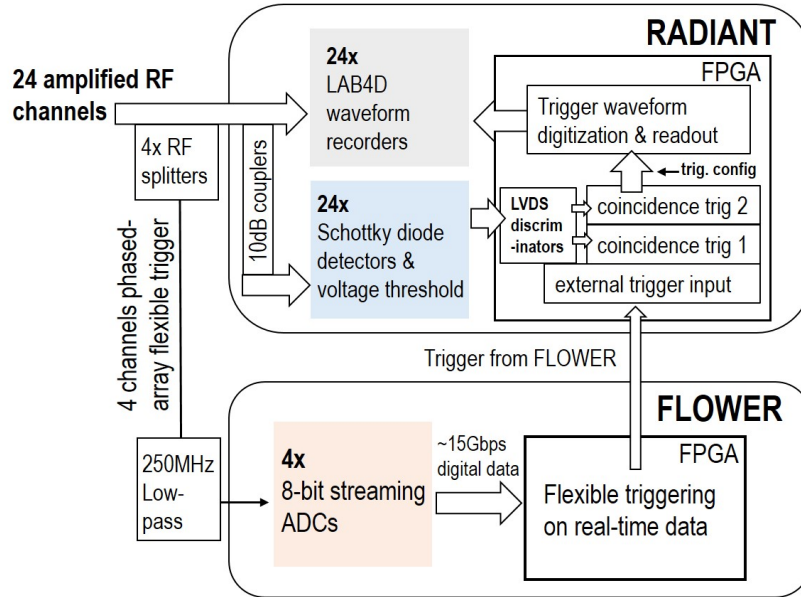 RADIANT
24 amplified RF
channels
24x
LAB4D
waveform
recorders
FPGA
Trigger waveform
digitization & readout
4x RF
splitters
10dB couplers
trig. config
24x
Schottky diode
detectors &
voltage threshold
LVDS
discrim
-inators
coincidence trig 2
coincidence trig 1
external trigger input
4 channels phased-
array flexible trigger
Trigger from FLOWER
FLOWER
250MHz
Low-
pass
4x
8-bit streaming
ADCs
~15Gbps
digital data
FPGA
Flexible triggering
on real-time data